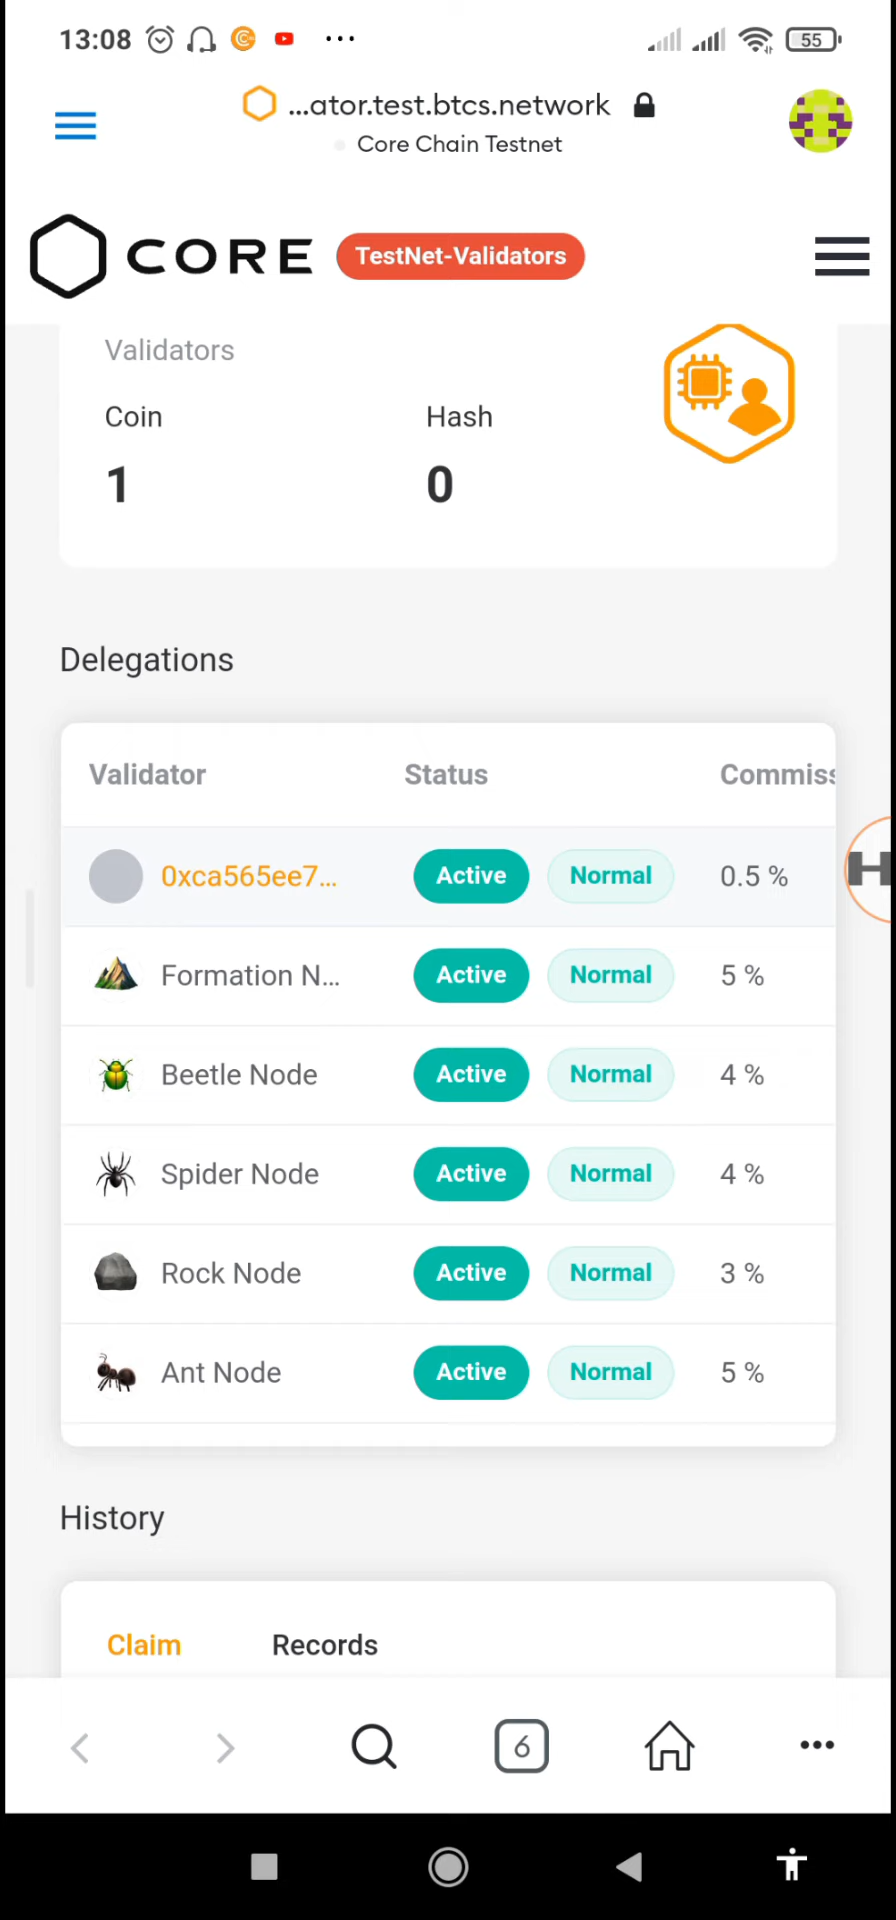 13:08
55
...ator.test.btcs.network
Core Chain Testnet
CORE TestNet-Validators
Validators
Coin Hash
1 0
Delegations
Validator Status Commiss
0xca565ee7... Active Normal 0.5 %
Formation N... Active Normal 5 %
Beetle Node Active Normal 4 %
Spider Node Active Normal 4 %
Rock Node Active Normal 3 %
Ant Node Active Normal 5 %
H
History
Claim Records
6